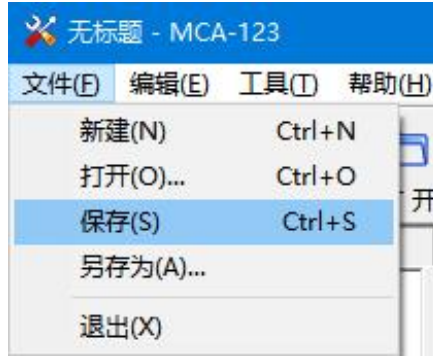 无标题 - MCA-123
文件(F) 编辑(E) 工具(T) 帮助(H)
新建(N) Ctrl+N
打开(O)... Ctrl+O
保存(S) Ctrl+S
另存为(A)...
退出(X)
开